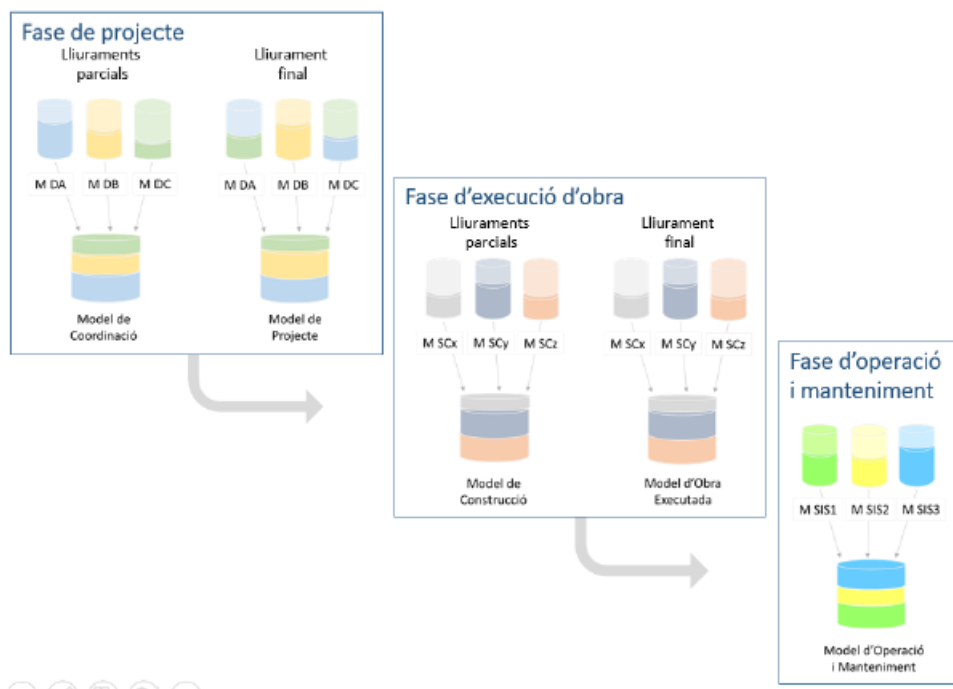 Fase de projecte
Lliuraments
parcials
Lliurament
final
M DA
M DB
M DC
M DA
M DB
M DC
Model de
Coordinació
Model de
Projecte
Fase d'execució d'obra
Lliuraments
parcials
Lliurament
final
M SCx
M SCy
M SCz
M SCx
M SCy
M SCz
Model de
Construcció
Model d'Obra
Executada
Fase d'operació
i manteniment
M SIS1
M SIS2
M SIS3
Model d'Operació
i Manteniment